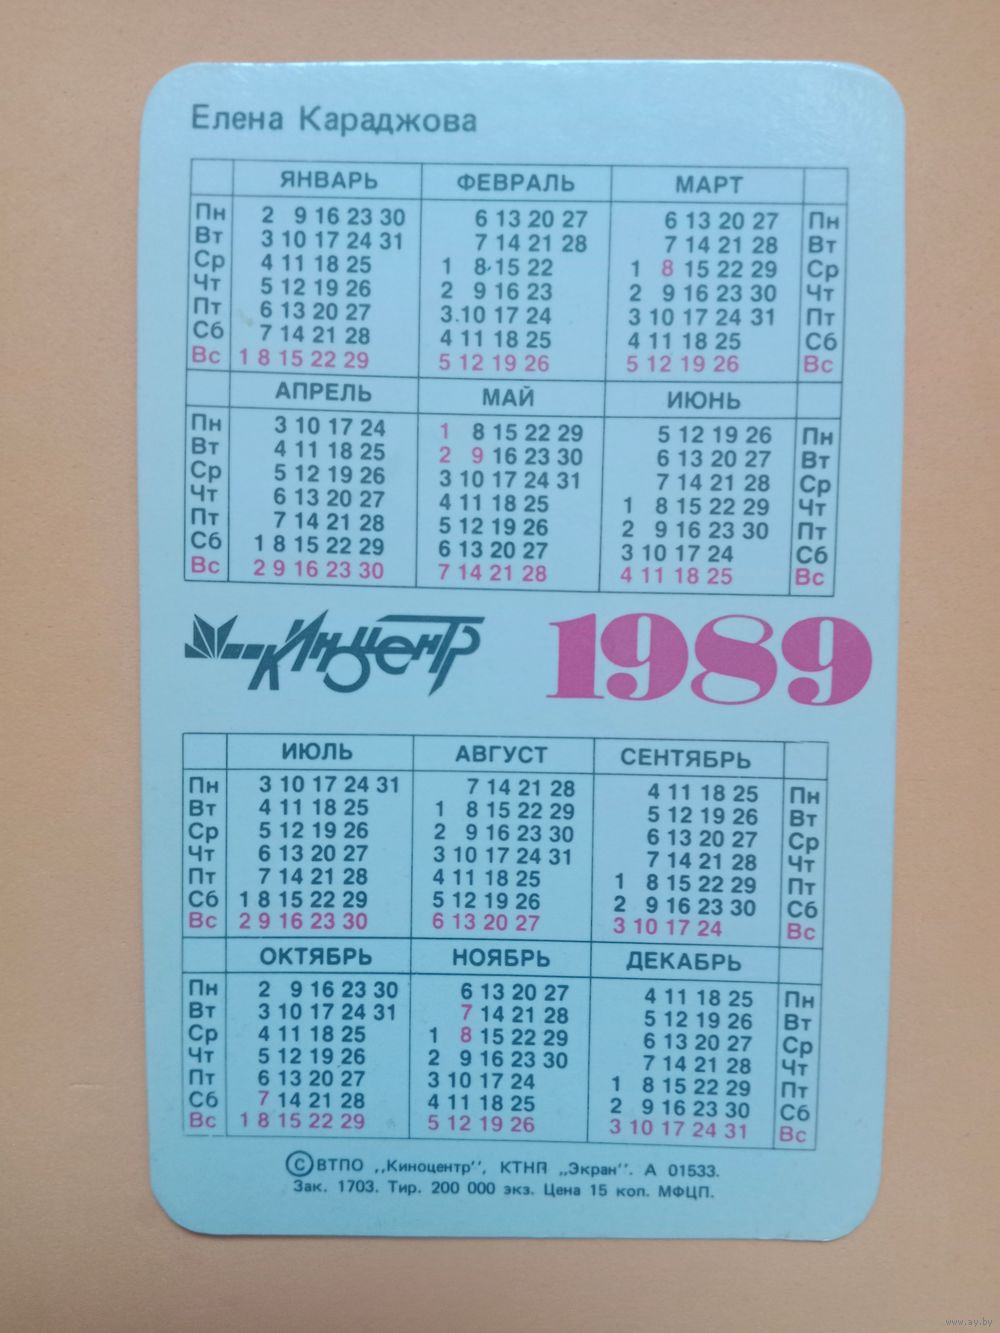 Елена Караджова
ЯНВАРЬ ФЕВРАЛЬ МАРТ
Пн 2 9 16 23 30 6 13 20 27 6 13 20 27 Пн
Вт 3 10 17 24 31 7 14 21 28 7 14 21 28 Вт
Ср 4 11 18 25 1 8 15 22 1 8 15 22 29 Ср
Чт 5 12 19 26 2 9 16 23 2 9 16 23 30 Чт
Пт 6 13 20 27 3 10 17 24 3 10 17 24 31 Пт
Сб 7 14 21 28 4 11 18 25 4 11 18 25 Сб
Вс 1 8 15 22 29 5 12 19 26 5 12 19 26 Вс
АПРЕЛЬ МАЙ ИЮНЬ
Пн 3 10 17 24 1 8 15 22 29 5 12 19 26 Пн
Вт 4 11 18 25 2 9 16 23 30 6 13 20 27 Вт
Ср 5 12 19 26 3 10 17 24 31 7 14 21 28 Ср
Чт 6 13 20 27 4 11 18 25 1 8 15 22 29 Чт
Пт 7 14 21 28 5 12 19 26 2 9 16 23 30 Пт
Сб 1 8 15 22 29 6 13 20 27 3 10 17 24 Сб
Вс 2 9 16 23 30 7 14 21 28 4 11 18 25 Вс
Киноцентр 1989
ИЮЛЬ АВГУСТ СЕНТЯБРЬ
Пн 3 10 17 24 31 7 14 21 28 4 11 18 25 Пн
Вт 4 11 18 25 1 8 15 22 29 5 12 19 26 Вт
Ср 5 12 19 26 2 9 16 23 30 6 13 20 27 Ср
Чт 6 13 20 27 3 10 17 24 31 7 14 21 28 Чт
Пт 7 14 21 28 4 11 18 25 1 8 15 22 29 Пт
Сб 1 8 15 22 29 5 12 19 26 2 9 16 23 30 Сб
Вс 2 9 16 23 30 6 13 20 27 3 10 17 24 Вс
ОКТЯБРЬ НОЯБРЬ ДЕКАБРЬ
Пн 2 9 16 23 30 6 13 20 27 4 11 18 25 Пн
Вт 3 10 17 24 31 7 14 21 28 5 12 19 26 Вт
Ср 4 11 18 25 1 8 15 22 29 6 13 20 27 Ср
Чт 5 12 19 26 2 9 16 23 30 7 14 21 28 Чт
Пт 6 13 20 27 3 10 17 24 1 8 15 22 29 Пт
Сб 7 14 21 28 4 11 18 25 2 9 16 23 30 Сб
Вс 1 8 15 22 29 5 12 19 26 3 10 17 24 31 Вс
© ВТПО „Киноцентр", КТНП „Экран". А 01533.
Зак. 1703. Тир. 200 000 экз. Цена 15 коп. МФЦП.
www.ay.by